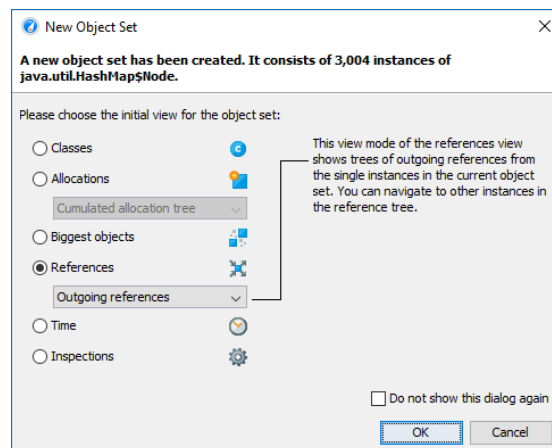 New Object Set
A new object set has been created. It consists of 3,004 instances of
java.util.HashMap$Node.
Please choose the initial view for the object set:
Classes
Allocations
Cumulated allocation tree
Biggest objects
References
Outgoing references
Time
Inspections
This view mode of the references view
shows trees of outgoing references from
the single instances in the current object
set. You can navigate to other instances in
the reference tree.
Do not show this dialog again
OK
Cancel